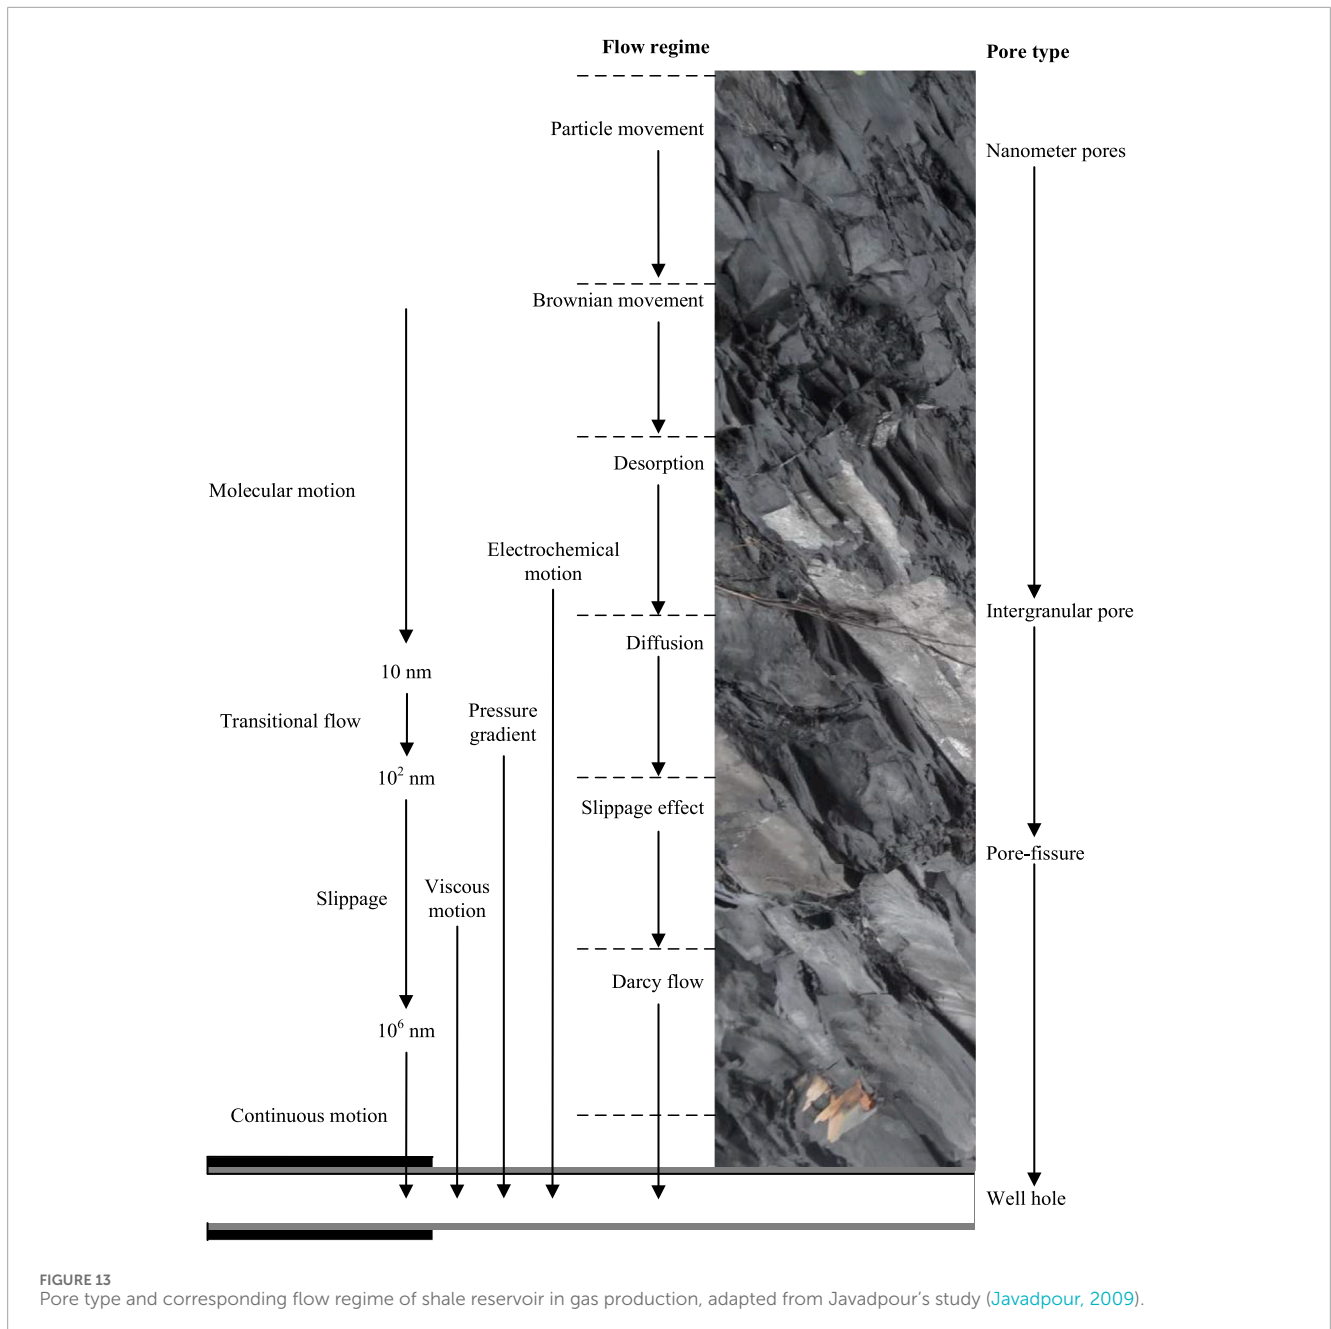 Flow regime
Pore type
Particle movement
Nanometer pores
Brownian movement
Desorption
Molecular motion
Electrochemical
motion
Intergranular pore
Diffusion
10 nm
Pressure
gradient
Transitional flow
10² nm
Slippage effect
Pore-fissure
Viscous
motion
Slippage
Darcy flow
10⁶ nm
Continuous motion
Well hole
FIGURE 13
Pore type and corresponding flow regime of shale reservoir in gas production, adapted from Javadpour’s study (Javadpour, 2009).